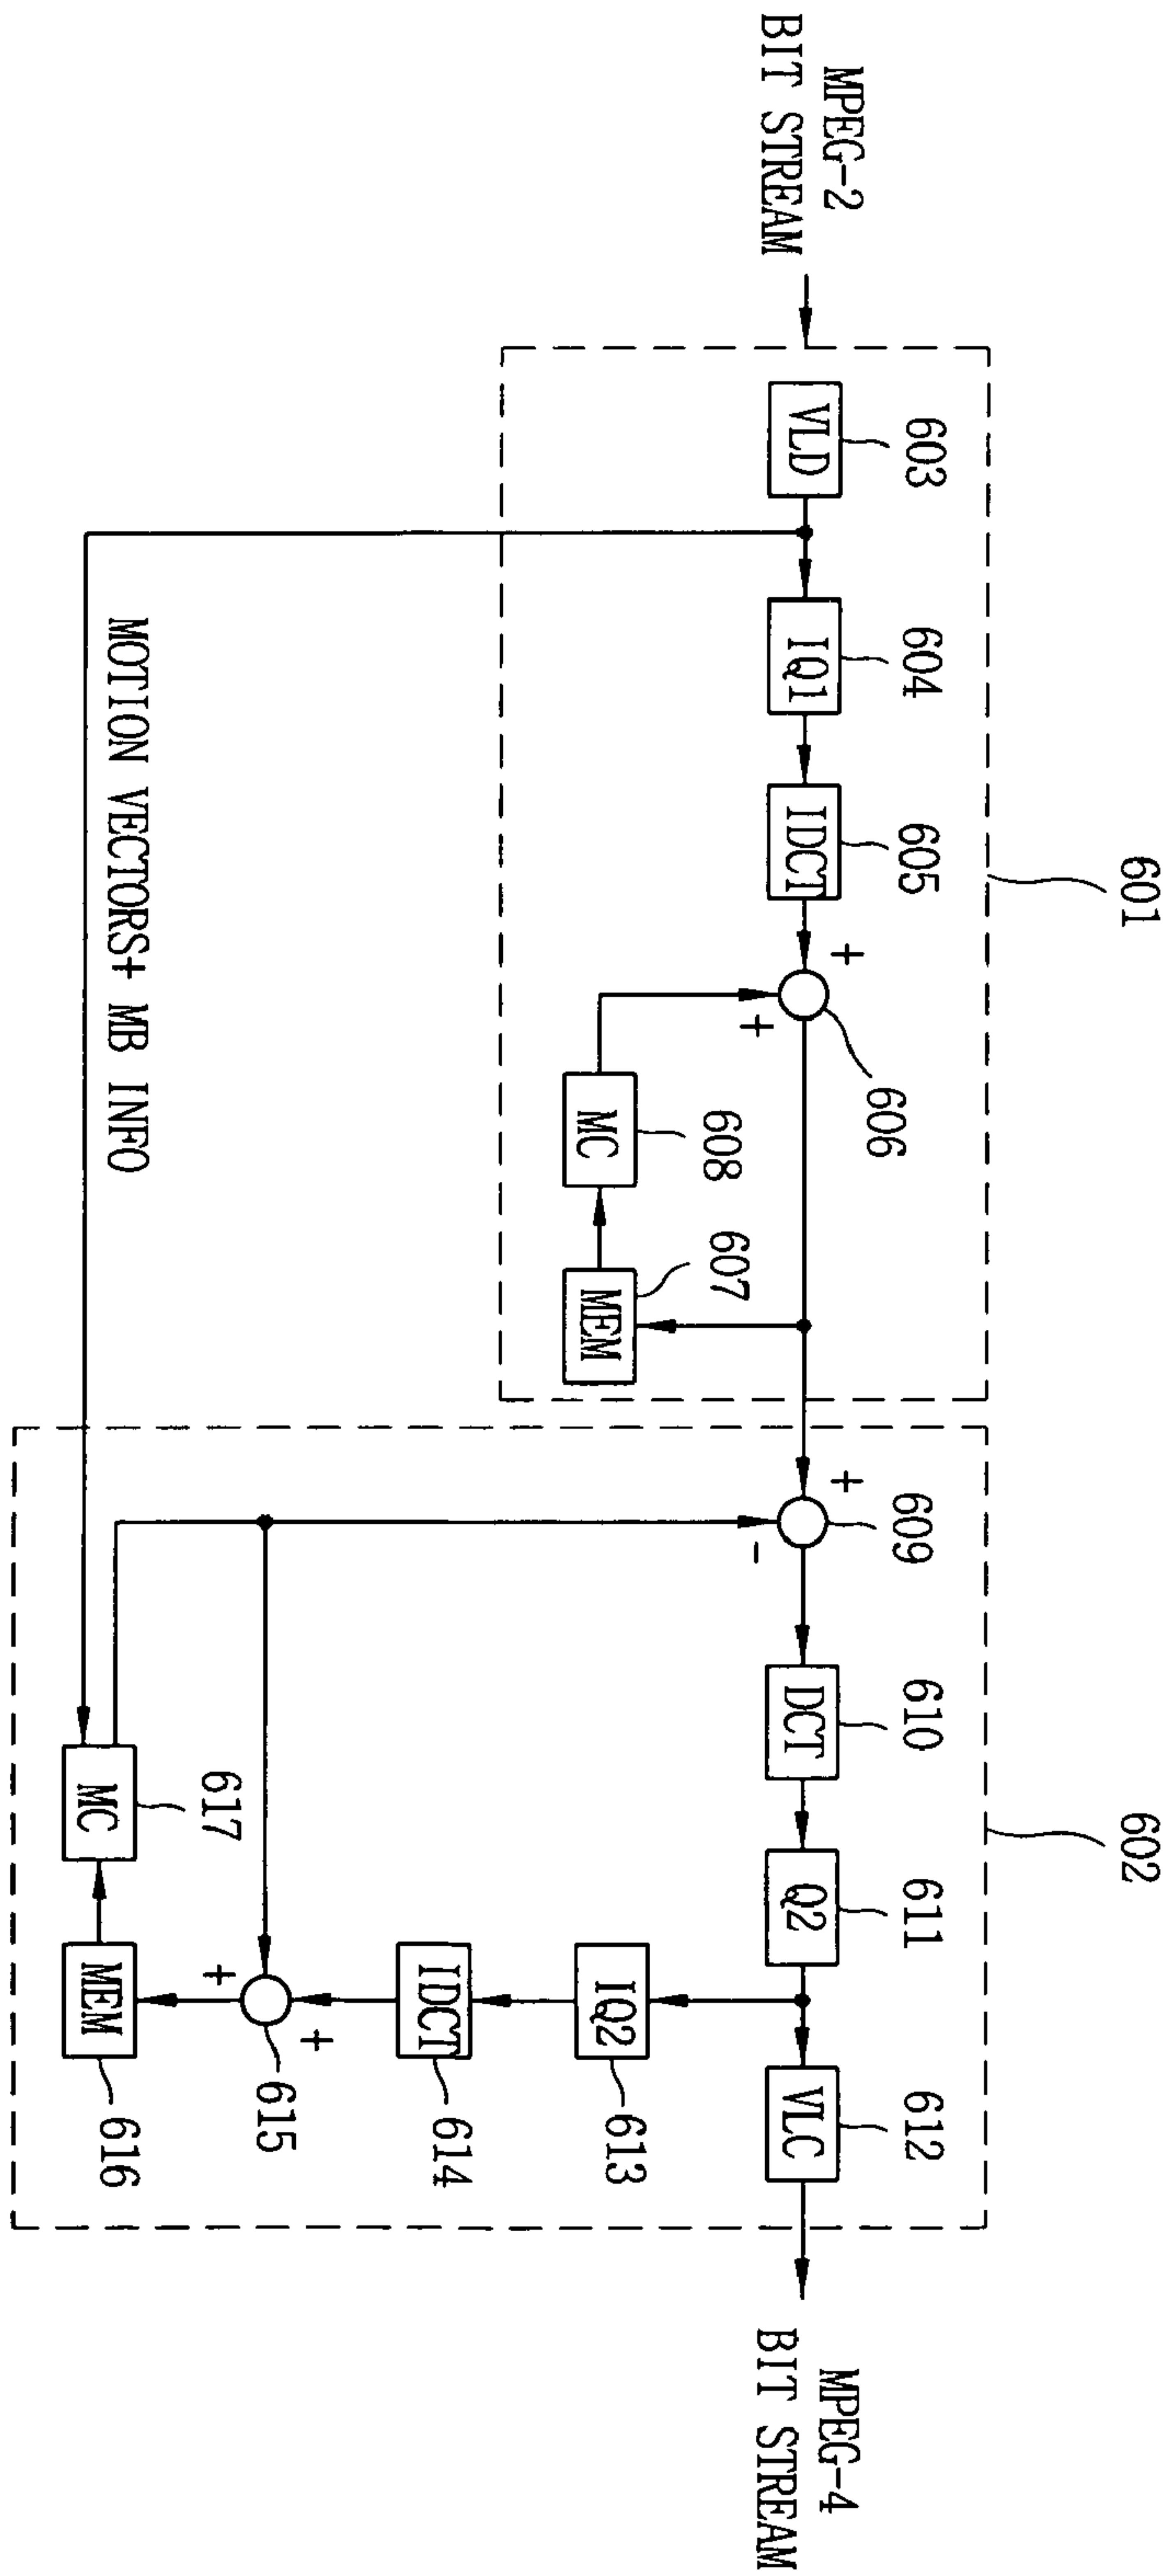 601
602
603
604
605
606
609
610
611
612
MPEG-2
BIT STREAM
VLD
IQ1
IDCT
+
+
+
-
DCT
Q2
VLC
MPEG-4
BIT STREAM
608
607
MC
MEM
IQ2
613
IDCT
614
+
+
615
MOTION VECTORS+ MB INFO
617
MC
MEM
616